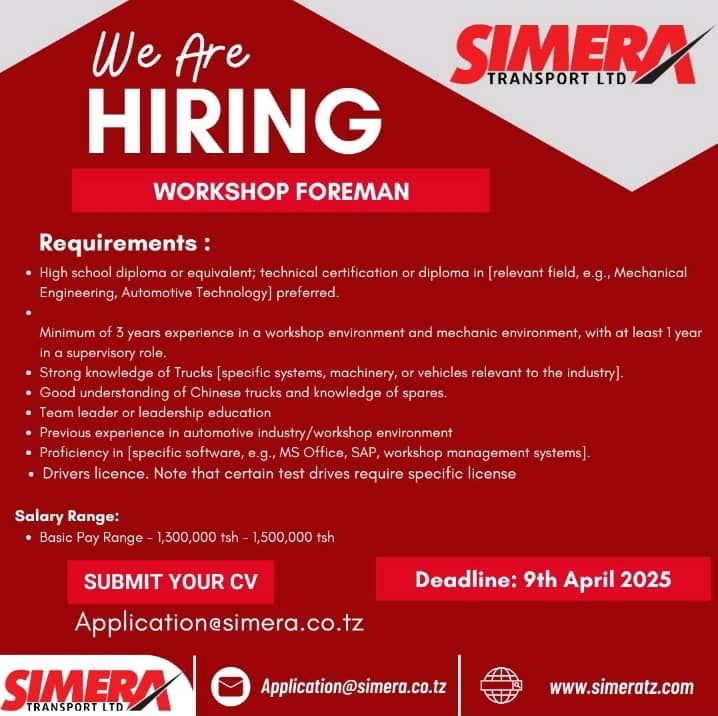 We Are
HIRING
SIMERA
TRANSPORT LTD
WORKSHOP FOREMAN
Requirements :
• High school diploma or equivalent; technical certification or diploma in [relevant field, e.g., Mechanical
Engineering, Automotive Technology] preferred.
•
Minimum of 3 years experience in a workshop environment and mechanic environment, with at least 1 year
in a supervisory role.
• Strong knowledge of Trucks [specific systems, machinery, or vehicles relevant to the industry].
• Good understanding of Chinese trucks and knowledge of spares.
• Team leader or leadership education
• Previous experience in automotive industry/workshop environment
• Proficiency in [specific software, e.g., MS Office, SAP, workshop management systems].
• Drivers licence. Note that certain test drives require specific license
Salary Range:
• Basic Pay Range - 1,300,000 tsh - 1,500,000 tsh
SUBMIT YOUR CV
Deadline: 9th April 2025
Application@simera.co.tz
SIMERA
TRANSPORT LTD
Application@simera.co.tz
www.simeratz.com